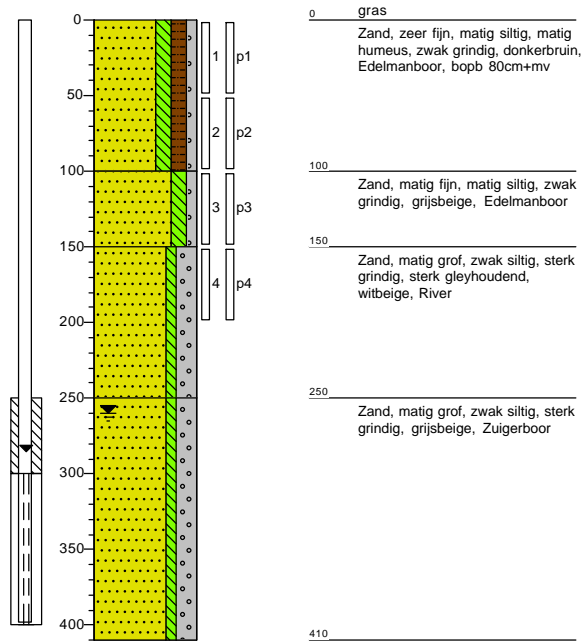 0
50
100
150
200
250
300
350
400
1 p1
2 p2
3 p3
4 p4
0 gras
Zand, zeer fijn, matig siltig, matig
humeus, zwak grindig, donkerbruin,
Edelmanboor, bopb 80cm+mv
100
Zand, matig fijn, matig siltig, zwak
grindig, grijsbeige, Edelmanboor
150
Zand, matig grof, zwak siltig, sterk
grindig, sterk gleyhoudend,
witbeige, River
250
Zand, matig grof, zwak siltig, sterk
grindig, grijsbeige, Zuigerboor
410